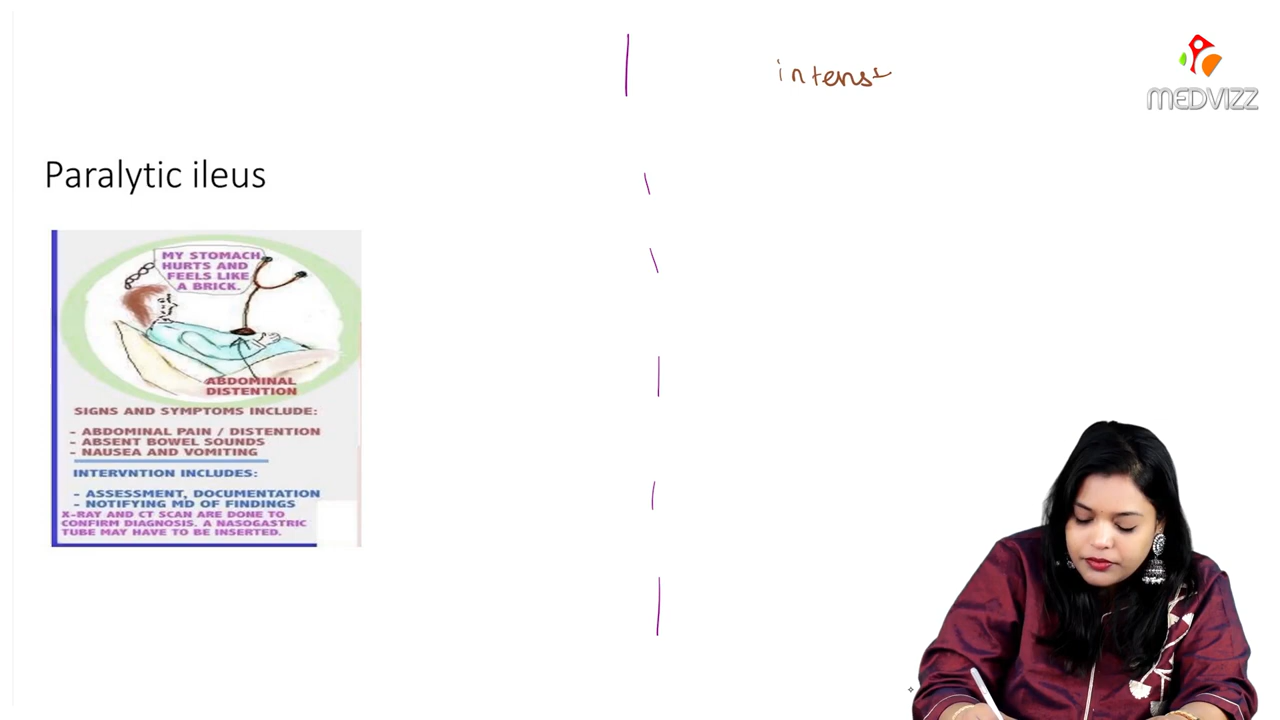 intense
MEDVIZZ
Paralytic ileus
MY STOMACH
HURTS AND
FEELS LIKE
A BRICK.
ABDOMINAL
DISTENTION
SIGNS AND SYMPTOMS INCLUDE:
- ABDOMINAL PAIN / DISTENTION
- ABSENT BOWEL SOUNDS
- NAUSEA AND VOMITING
INTERVNTION INCLUDES:
- ASSESSMENT, DOCUMENTATION
- NOTIFYING MD OF FINDINGS
X-RAY AND CT SCAN ARE DONE TO
CONFIRM DIAGNOSIS. A NASOGASTRIC
TUBE MAY HAVE TO BE INSERTED.